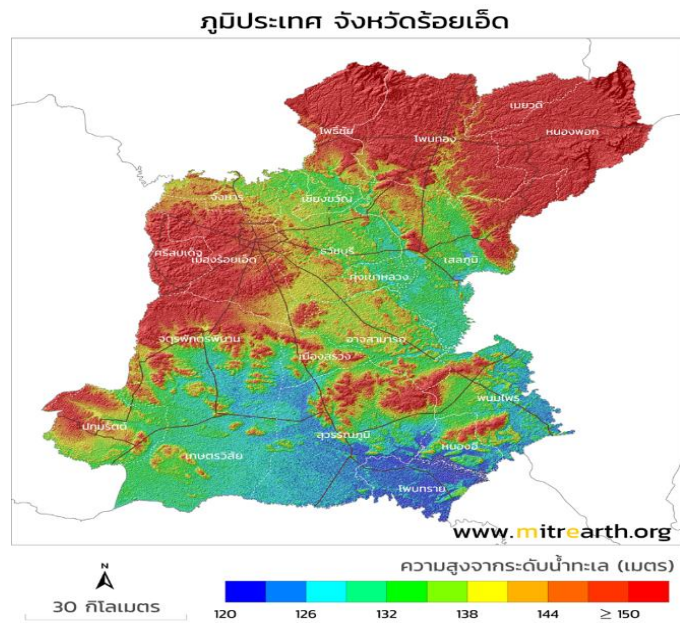 ภูมิประเทศ จังหวัดร้อยเอ็ด
เมยวดี
โพธิ์ชัย
โพนทอง
หนองพอก
จังหาร
เชียงขวัญ
ศรีสมเด็จ
เมืองร้อยเอ็ด
ธวัชบุรี
เสลภูมิ
ทุ่งเขาหลวง
จตุรพักตรพิมาน
อาจสามารถ
เมืองสรวง
พนมไพร
ปทุมรัตต์
สุวรรณภูมิ
หนองฮี
เกษตรวิสัย
โพนทราย
www.mitrearth.org
N
30 กิโลเมตร
ความสูงจากระดับน้ำทะเล (เมตร)
120 126 132 138 144 ≥ 150